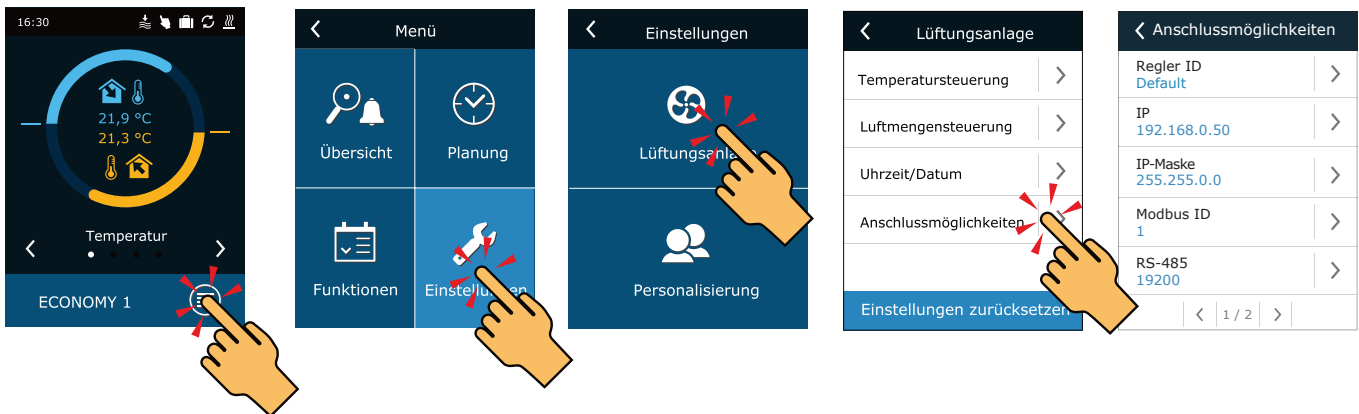 16:30
21,9 °C
21,3 °C
Temperatur
ECONOMY 1
Menü
Übersicht
Planung
Funktionen
Einstellungen
Einstellungen
Lüftungsanlage
Personalisierung
Lüftungsanlage
Temperatursteuerung
Luftmengensteuerung
Uhrzeit/Datum
Anschlussmöglichkeiten
Einstellungen zurücksetzen
Anschlussmöglichkeiten
Regler ID
Default
IP
192.168.0.50
IP-Maske
255.255.0.0
Modbus ID
1
RS-485
19200
1 / 2